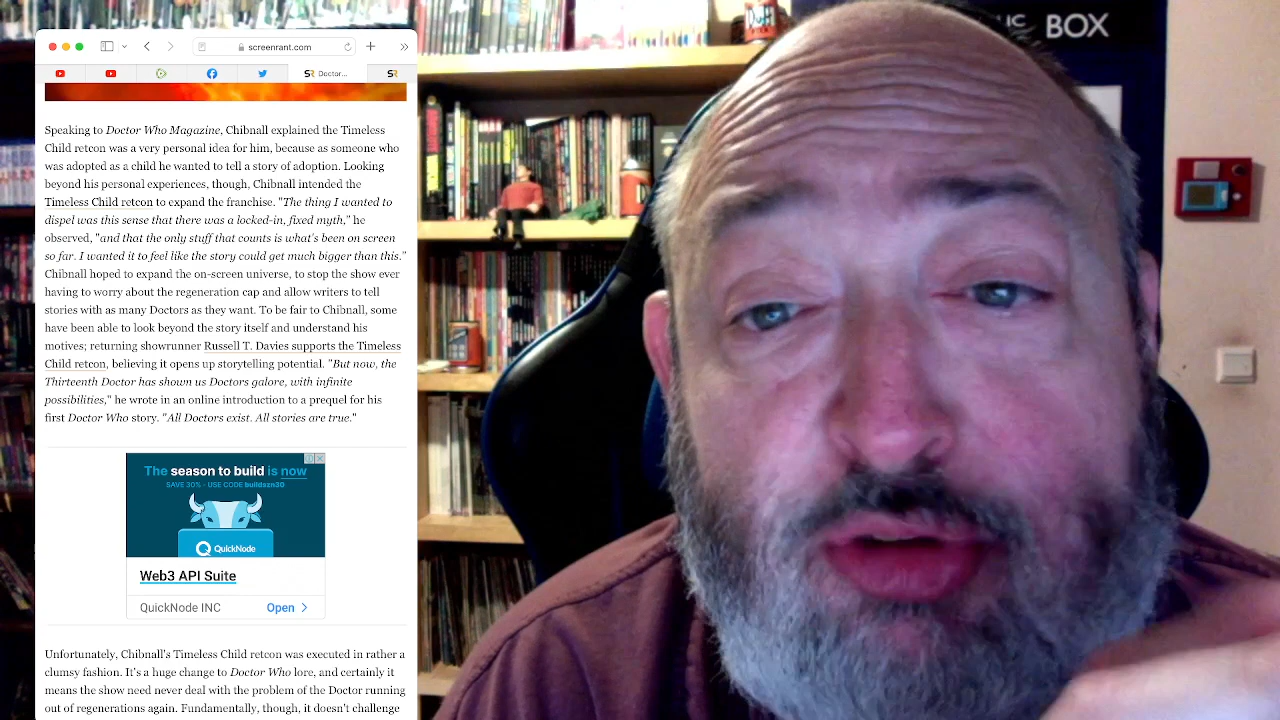 screenrant.com
SR Doctor...
SR
Speaking to Doctor Who Magazine, Chibnall explained the Timeless
Child retcon was a very personal idea for him, because as someone who
was adopted as a child he wanted to tell a story of adoption. Looking
beyond his personal experiences, though, Chibnall intended the
Timeless Child retcon to expand the franchise. "The thing I wanted to
dispel was this sense that there was a locked-in, fixed myth," he
observed, "and that the only stuff that counts is what's been on screen
so far. I wanted it to feel like the story could get much bigger than this."
Chibnall hoped to expand the on-screen universe, to stop the show ever
having to worry about the regeneration cap and allow writers to tell
stories with as many Doctors as they want. To be fair to Chibnall, some
have been able to look beyond the story itself and understand his
motives; returning showrunner Russell T. Davies supports the Timeless
Child retcon, believing it opens up storytelling potential. "But now, the
Thirteenth Doctor has shown us Doctors galore, with infinite
possibilities," he wrote in an online introduction to a prequel for his
first Doctor Who story. "All Doctors exist. All stories are true."
The season to build is now
SAVE 30% - USE CODE buildszn30
QuickNode
Web3 API Suite
QuickNode INC
Open
Unfortunately, Chibnall's Timeless Child retcon was executed in rather a
clumsy fashion. It's a huge change to Doctor Who lore, and certainly it
means the show need never deal with the problem of the Doctor running
out of regenerations again. Fundamentally, though, it doesn't challenge
Duff
BOX